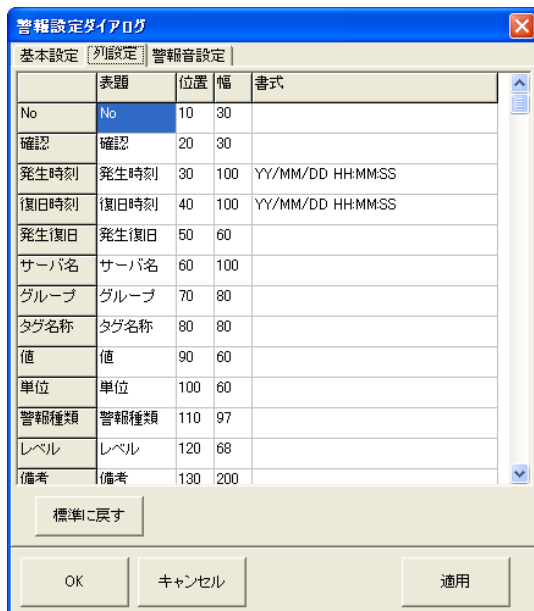 警報設定ダイアログ
基本設定 列設定 警報音設定
表題 位置 幅 書式
No No 10 30
確認 確認 20 30
発生時刻 発生時刻 30 100 YY/MM/DD HH:MM:SS
復旧時刻 復旧時刻 40 100 YY/MM/DD HH:MM:SS
発生復旧 発生復旧 50 60
サーバ名 サーバ名 60 100
グループ グループ 70 80
タグ名称 タグ名称 80 80
値 値 90 60
単位 単位 100 60
警報種類 警報種類 110 97
レベル レベル 120 68
備考 備考 130 200
標準に戻す
OK キャンセル 適用